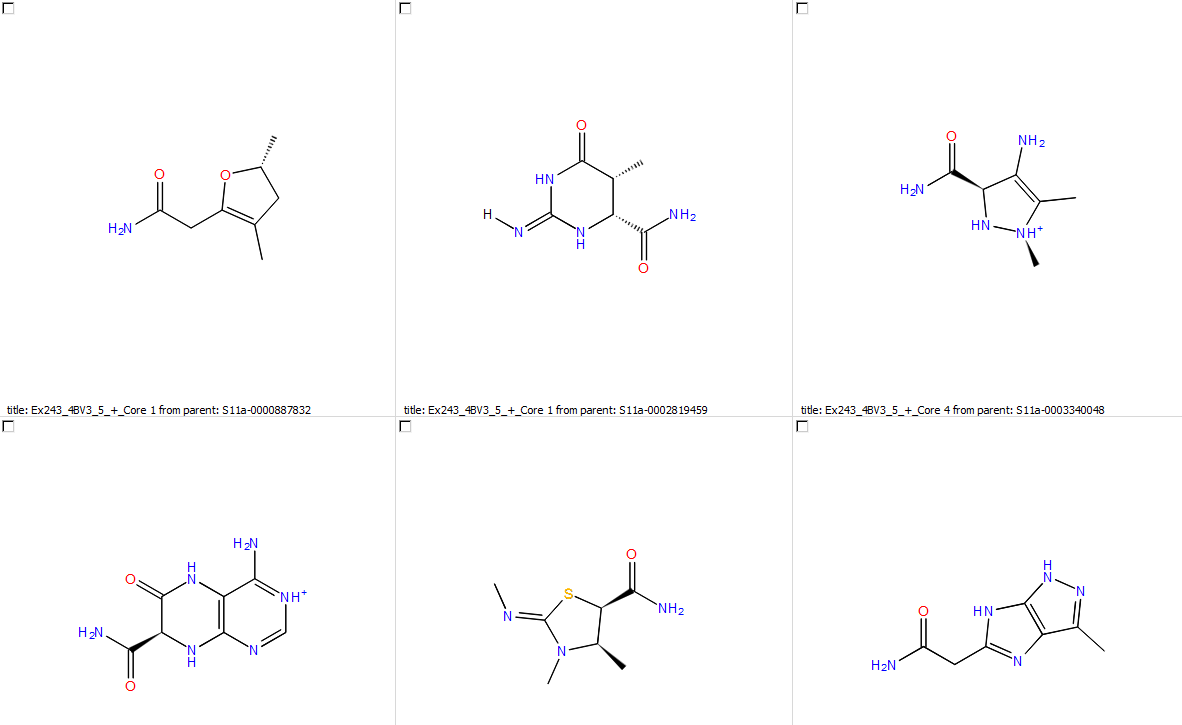 O
O
H₂N
O
HN
H
N
N
H
NH₂
O
O
NH₂
H₂N
HN
NH⁺
title: Ex243_4BV3_5_+_Core 1 from parent: S11a-0000887832
title: Ex243_4BV3_5_+_Core 1 from parent: S11a-0002819459
title: Ex243_4BV3_5_+_Core 4 from parent: S11a-0003340048
H₂N
H
N
O
NH⁺
H₂N
N
H
N
O
O
S
NH₂
N
N
H
N
HN
N
O
N
H₂N